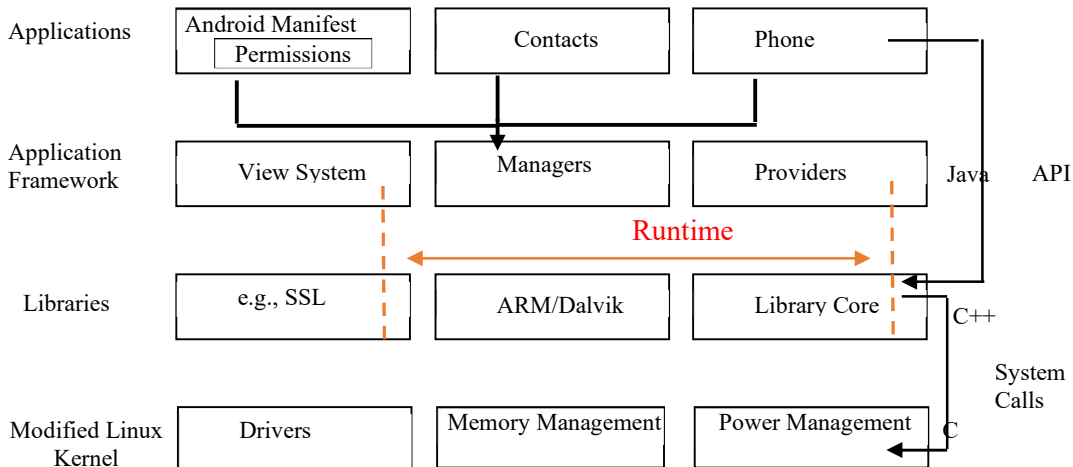 Applications
Android Manifest
Permissions
Contacts
Phone
Application
Framework
View System
Managers
Providers
Java
API
Runtime
Libraries
e.g., SSL
ARM/Dalvik
Library Core
C++
System
Calls
Modified Linux
Kernel
Drivers
Memory Management
Power Management
C